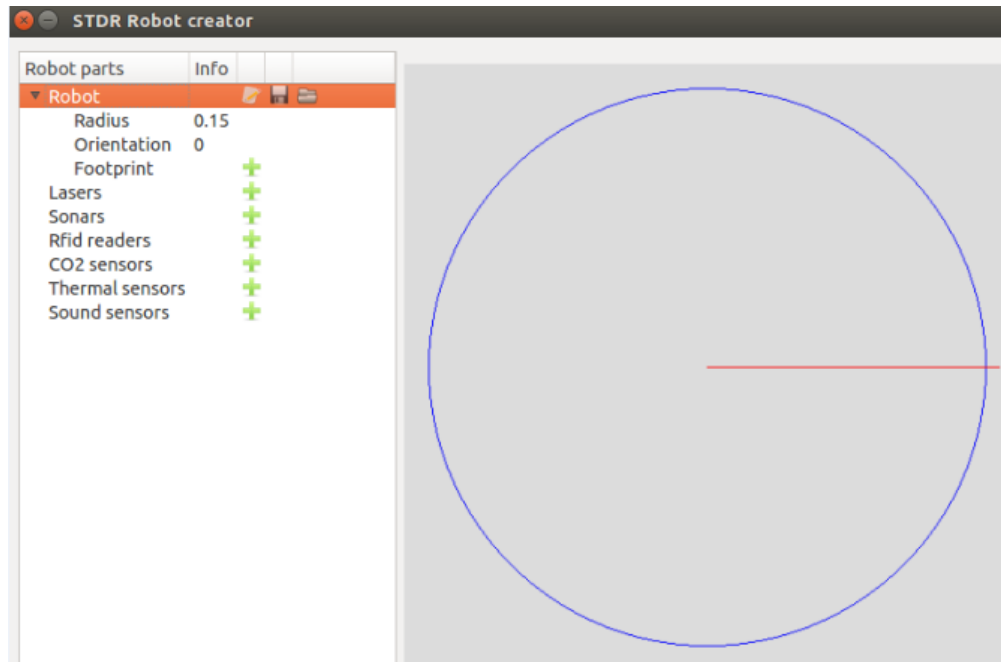 STDR Robot creator
Robot parts Info
Robot
Radius 0.15
Orientation 0
Footprint
Lasers
Sonars
Rfid readers
CO2 sensors
Thermal sensors
Sound sensors